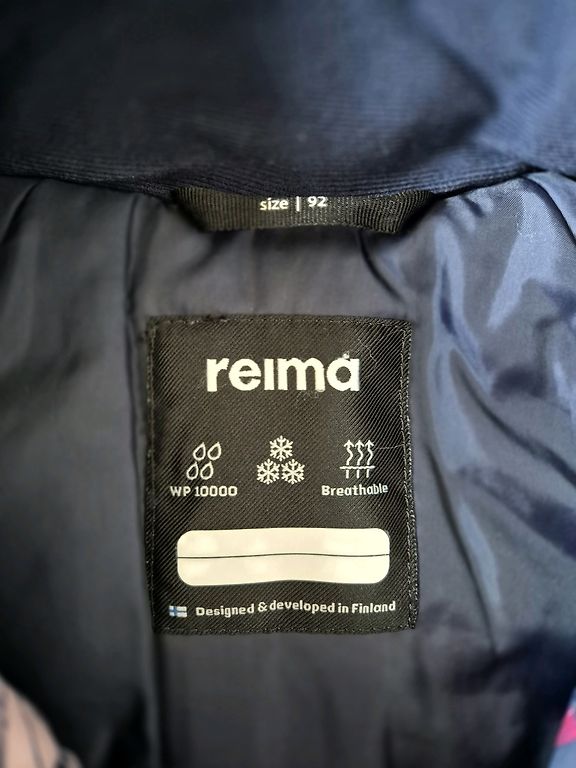 size | 92
reima
WP 10000
Breathable
Designed & developed in Finland